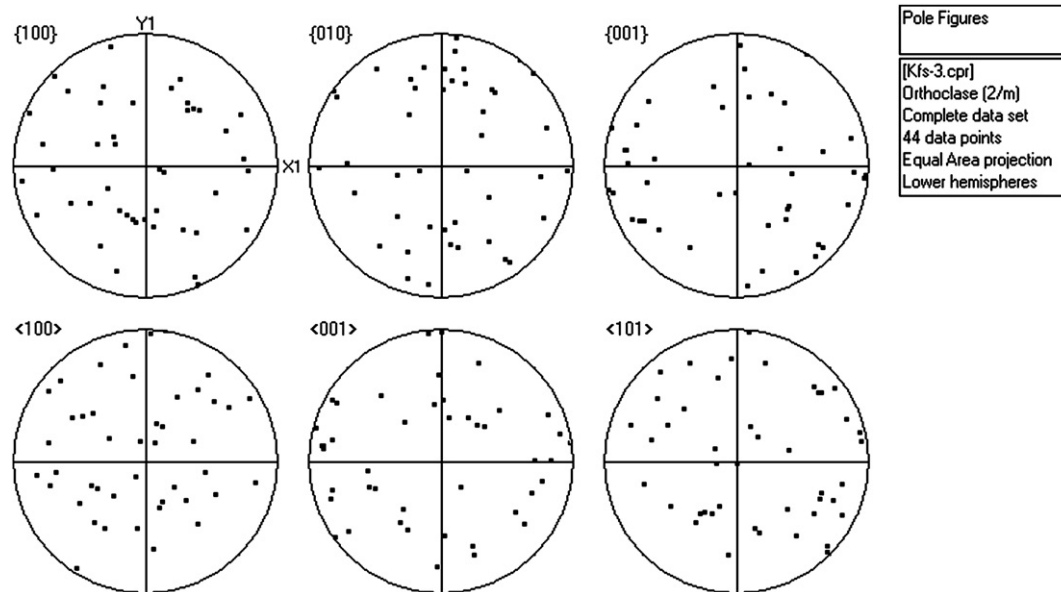 {100}
Y1
{010}
{001}
X1
Pole Figures
[Kfs-3.cpr]
Orthoclase (2/m)
Complete data set
44 data points
Equal Area projection
Lower hemispheres
<100>
<001>
<101>